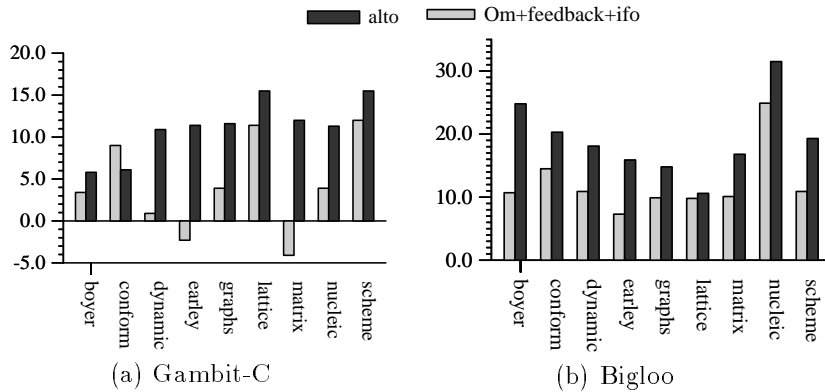 alto Om+feedback+ifo
20.0
15.0
10.0
5.0
0.0
-5.0
boyer conform dynamic earley graphs lattice matrix nucleic scheme
(a) Gambit-C
30.0
20.0
10.0
0.0
boyer conform dynamic earley graphs lattice matrix nucleic scheme
(b) Bigloo